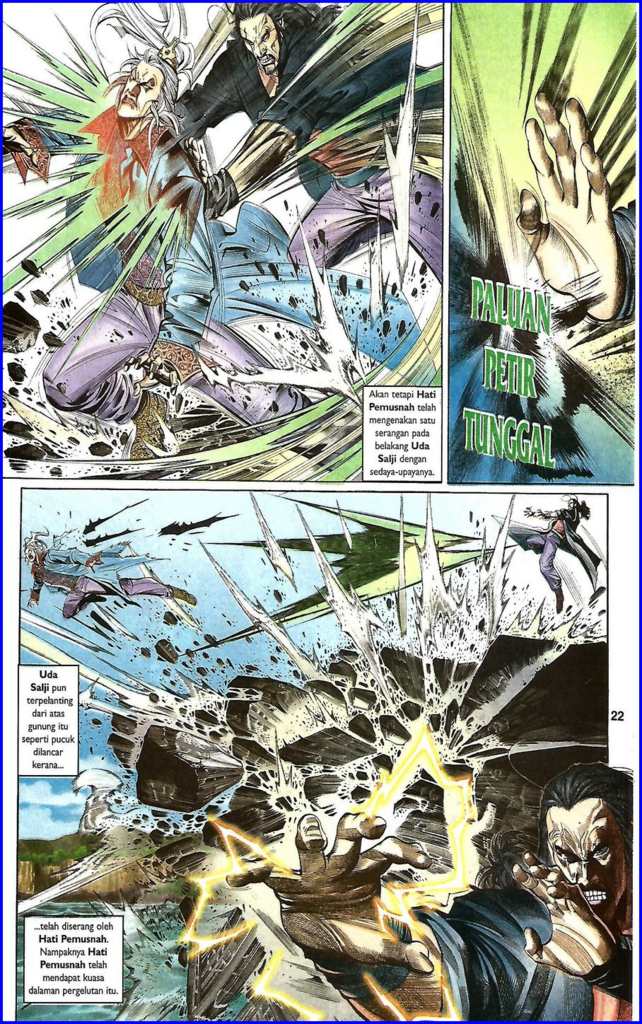 Akan tetapi Hati
Pemusnah telah
mengenakan satu
serangan pada
belakang Uda
Salji dengan
sedaya-upayanya.
PALUAN
PETIR
TUNGGAL
Uda
Salji pun
terpelanting
dari atas
gunung itu
seperti pucuk
dilancar
kerana...
22
...telah diserang oleh
Hati Pemusnah.
Nampaknya Hati
Pemusnah telah
mendapat kuasa
dalaman pergelutan itu.